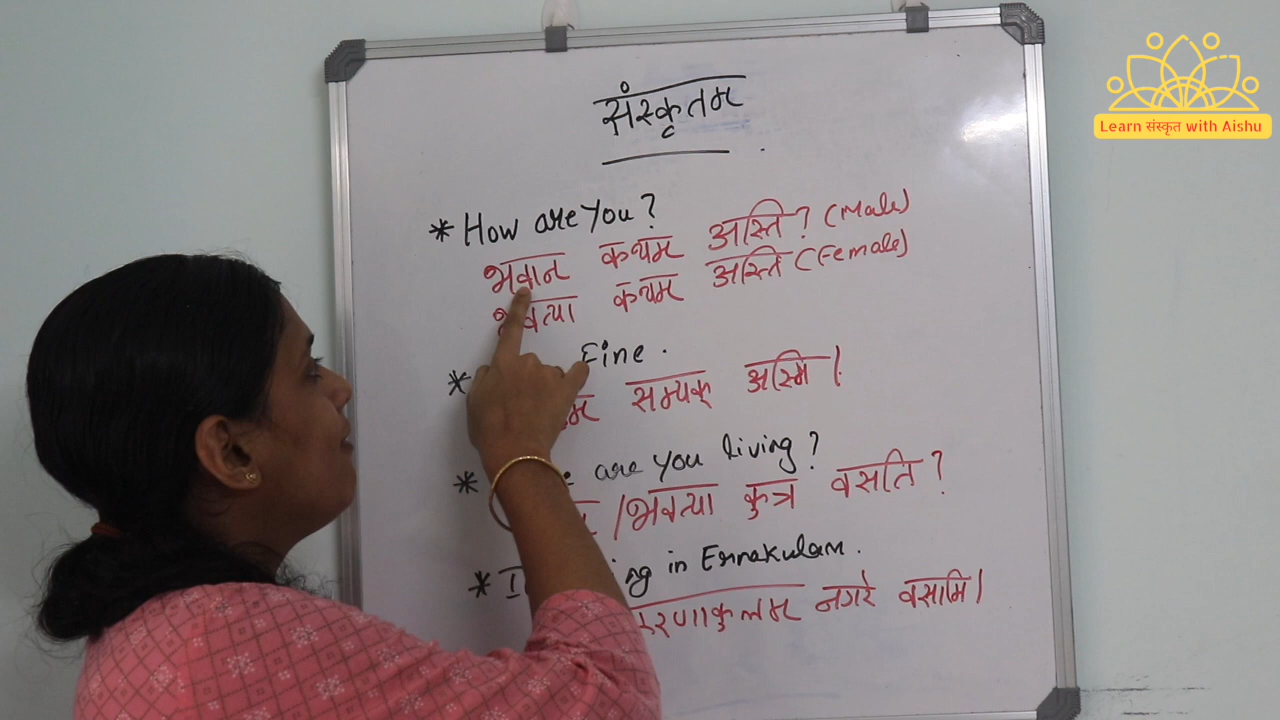 संस्कृतम
Learn संस्कृत with Aishu
* How are You?
भवान कथम अस्ति? (Male)
भवत्या कथम अस्ति (Female)
* Fine.
सम्यक् अस्मि।
* are you living?
/भवत्या कुत्र वसति?
* I in Ernakulam.
नगरे वसामि।